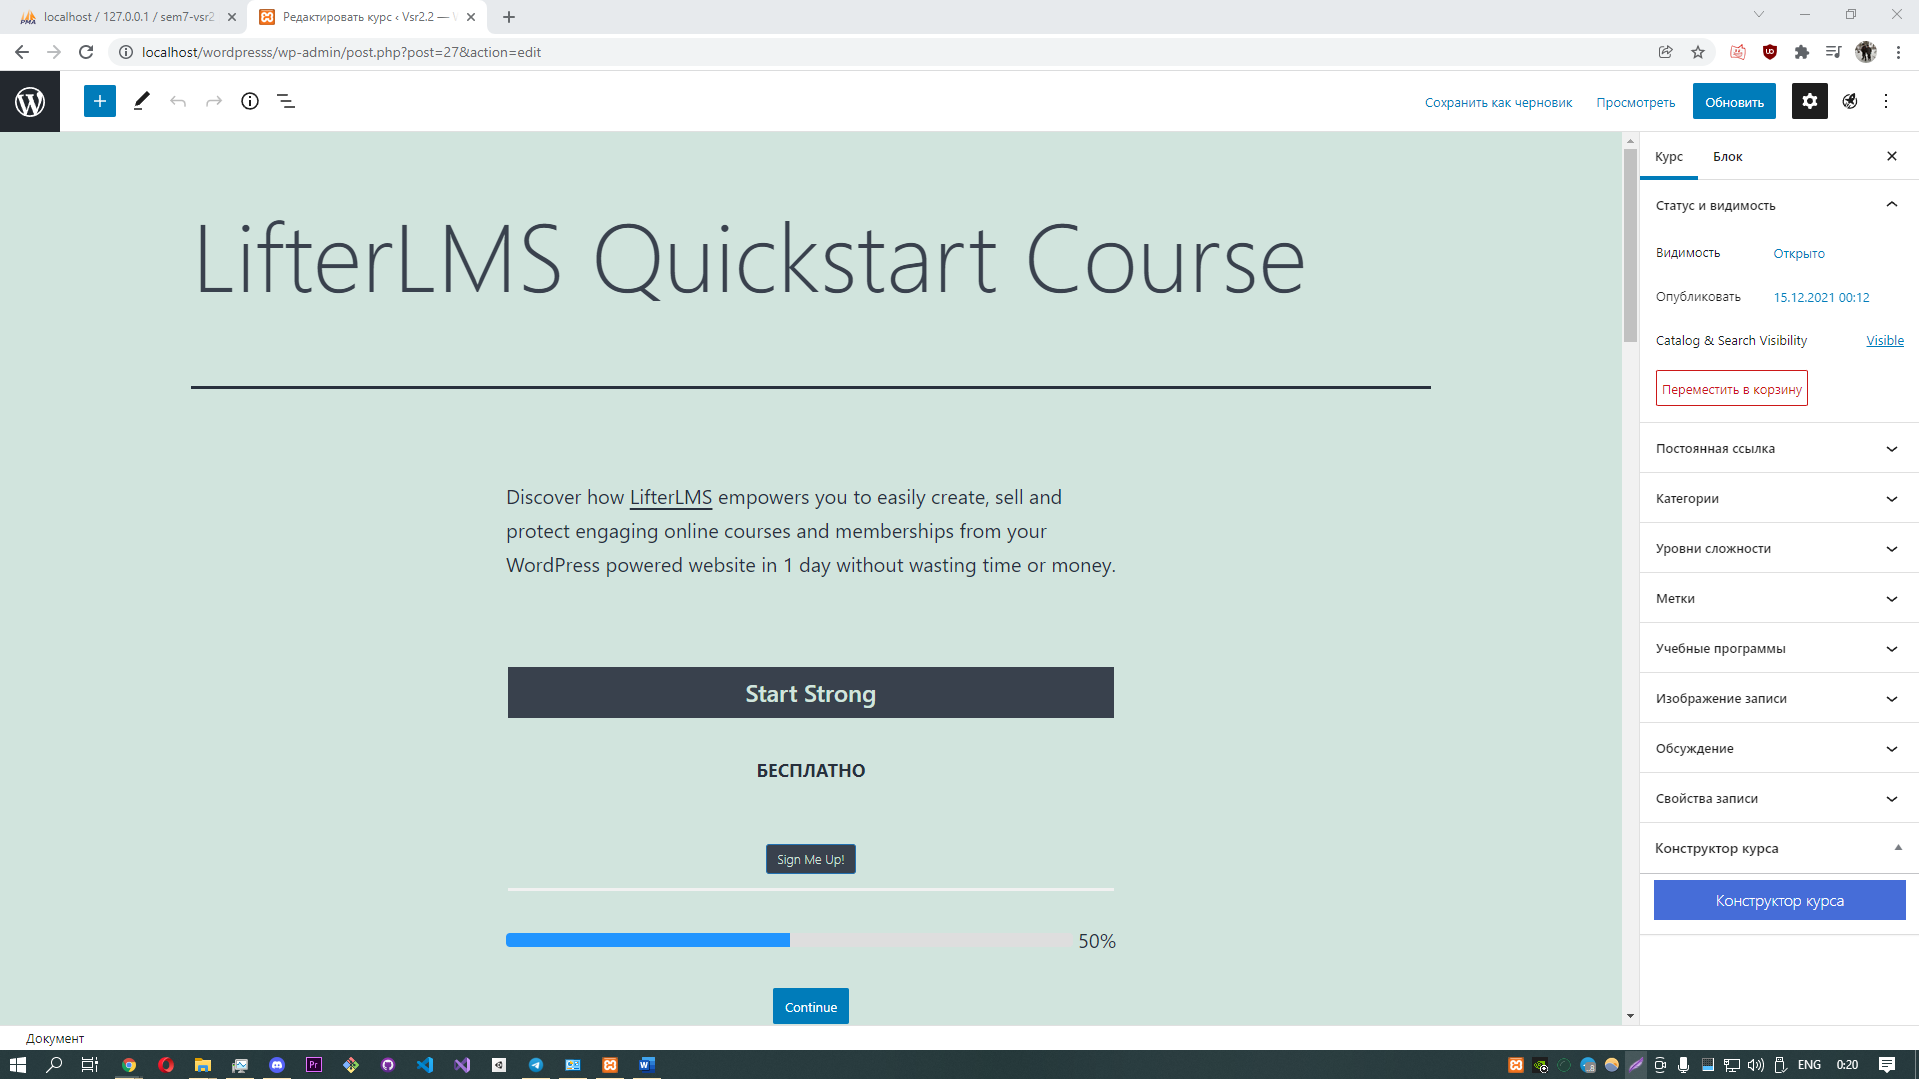 localhost / 127.0.0.1 / sem7-vsr2
Редактировать курс ‹ Vsr2.2 —
localhost/wordpresss/wp-admin/post.php?post=27&action=edit
Сохранить как черновик
Просмотреть
Обновить
LifterLMS Quickstart Course
Discover how LifterLMS empowers you to easily create, sell and
protect engaging online courses and memberships from your
WordPress powered website in 1 day without wasting time or money.
Start Strong
БЕСПЛАТНО
Sign Me Up!
50%
Continue
Курс
Блок
Статус и видимость
Видимость
Открыто
Опубликовать
15.12.2021 00:12
Catalog & Search Visibility
Visible
Переместить в корзину
Постоянная ссылка
Категории
Уровни сложности
Метки
Учебные программы
Изображение записи
Обсуждение
Свойства записи
Конструктор курса
Конструктор курса
Документ
ENG
0:20